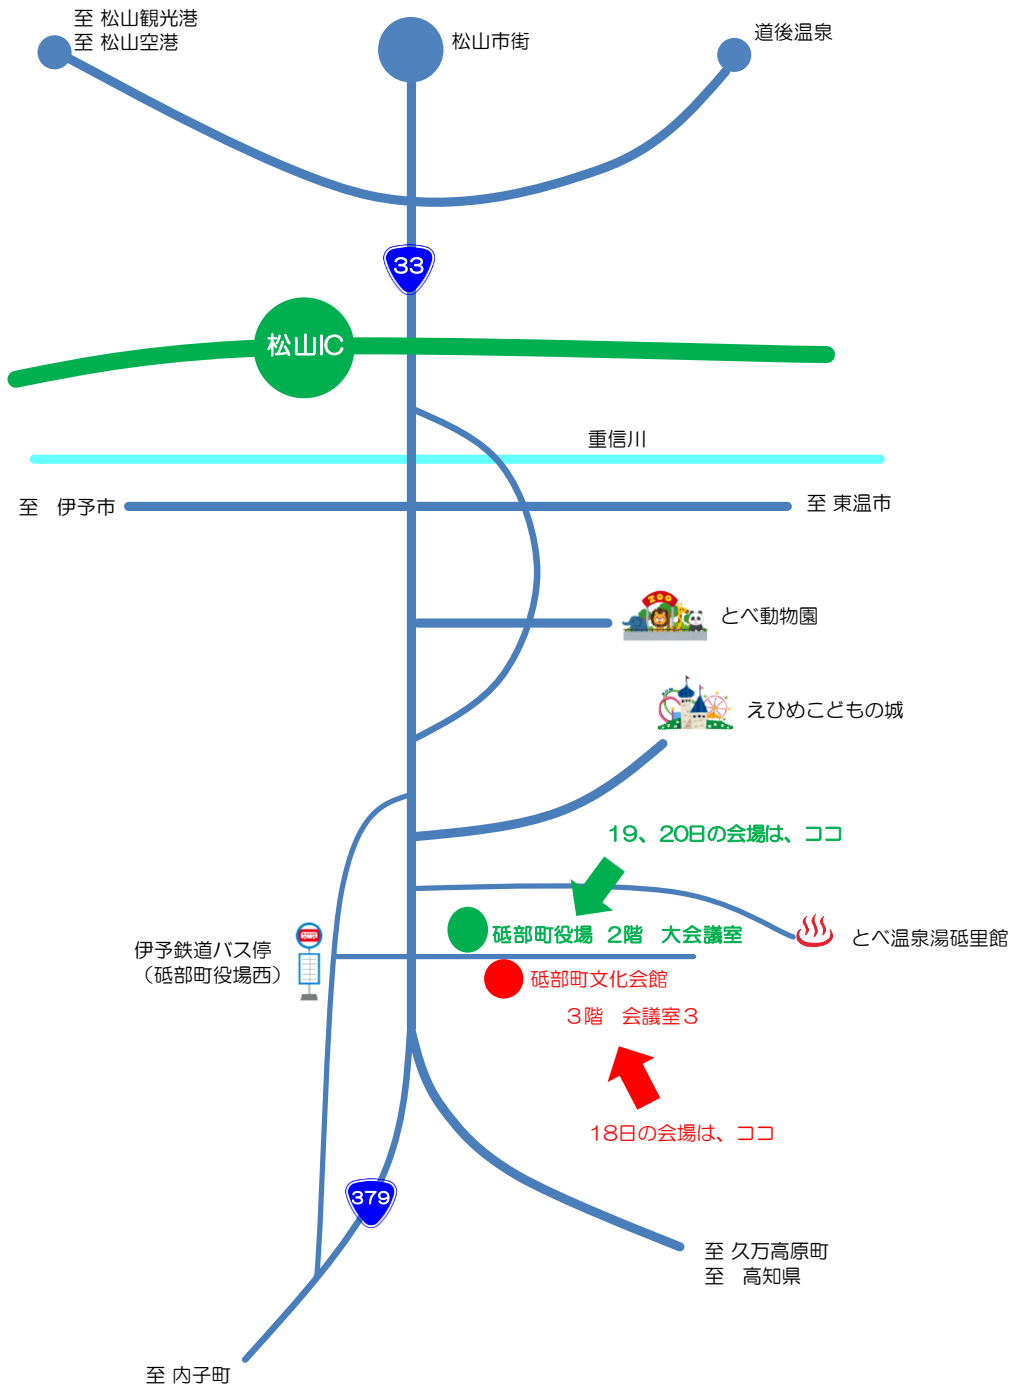 至 松山観光港
至 松山空港
松山市街
道後温泉
33
松山IC
重信川
至　伊予市
至 東温市
ZOO
とべ動物園
えひめこどもの城
19、20日の会場は、ココ
砥部町役場　2階　大会議室
とべ温泉湯砥里館
伊予鉄道バス停
（砥部町役場西）
砥部町文化会館
3階　会議室3
18日の会場は、ココ
379
至 久万高原町
至　高知県
至 内子町